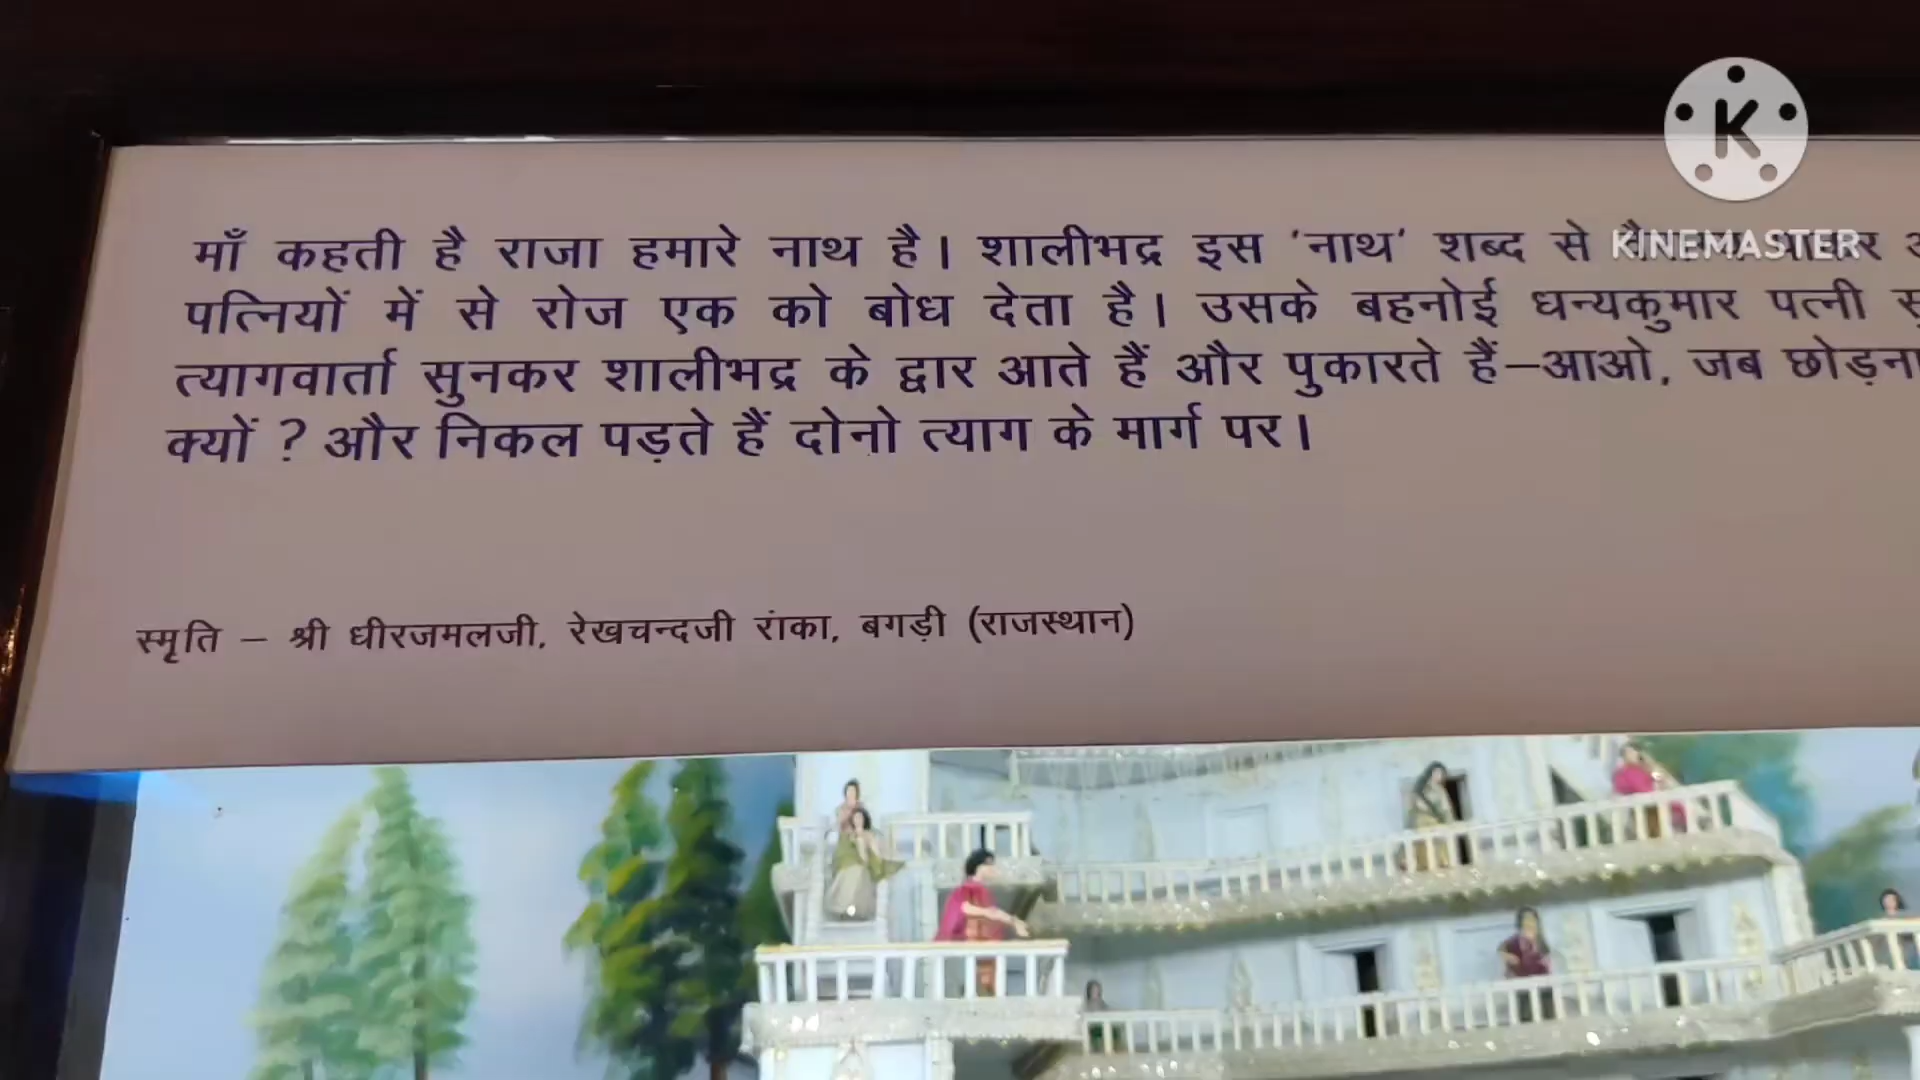 माँ कहती है राजा हमारे नाथ है। शालीभद्र इस 'नाथ' शब्द से
पत्नियों में से रोज एक को बोध देता है। उसके बहनोई धन्यकुमार पत्नी
त्यागवार्ता सुनकर शालीभद्र के द्वार आते हैं और पुकारते हैं–आओ, जब छोड़ना
क्यों ? और निकल पड़ते हैं दोनो त्याग के मार्ग पर।
स्मृति – श्री धीरजमलजी, रेखचन्दजी रांका, बगड़ी (राजस्थान)
K
KINEMASTER